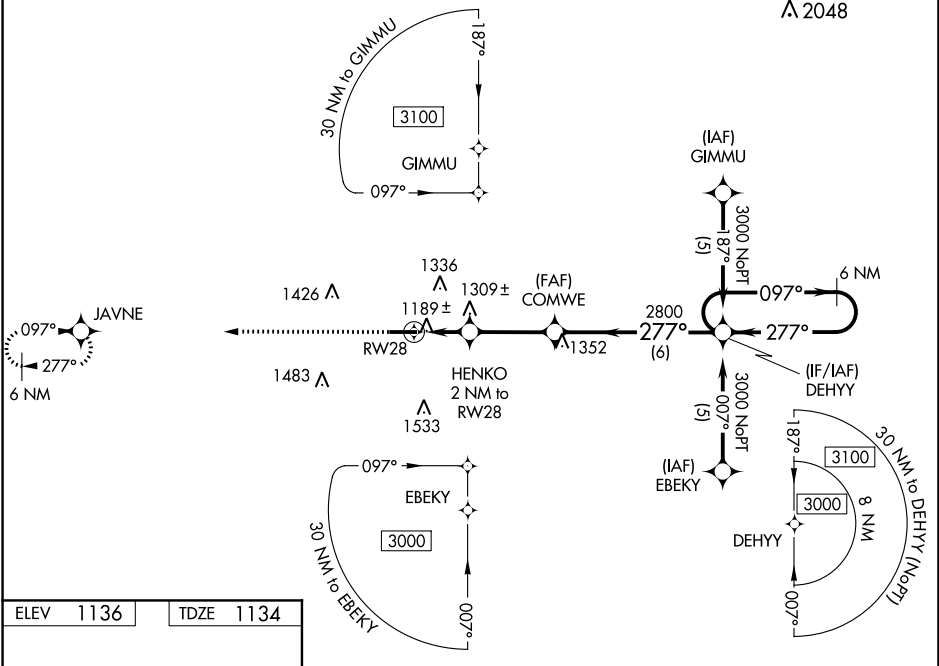 2048
30 NM to GIMMU
187°
3100
GIMMU
097°
(IAF)
GIMMU
3000 NoPT
187°
(5)
6 NM
097°
277°
1336
1426
1309±
1189±
(FAF)
COMWE
2800
277°
(6)
JAVNE
097°
277°
6 NM
RW28
1352
HENKO
2 NM to
RW28
1483
1533
(IF/IAF)
DEHYY
3000 NoPT
007°
(5)
(IAF)
EBEKY
097°
EBEKY
3000
30 NM to EBEKY
007°
187°
30 NM to DEHYY (NoPT)
3100
3000
8 NM
DEHYY
007°
ELEV 1136
TDZE 1134